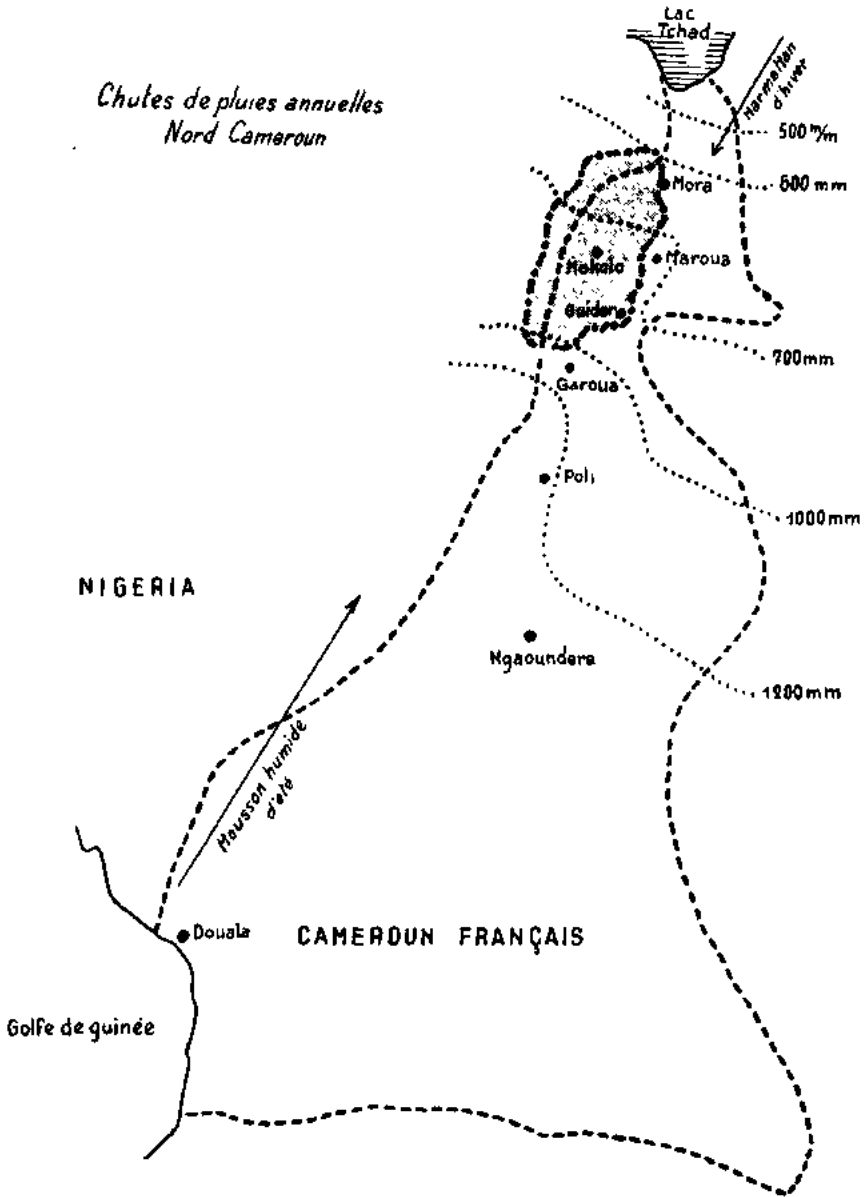 Lac
Tchad
Harmattan
d'hiver
Chutes de pluies annuelles
Nord Cameroun
500 m/m
600 mm
Mora
Mokolo
Maroua
Guider
700mm
Garoua
Poli
1000mm
NIGERIA
Ngaoundere
1200mm
Mousson humide
d'eté
Douala
CAMEROUN FRANÇAIS
Golfe de guinée